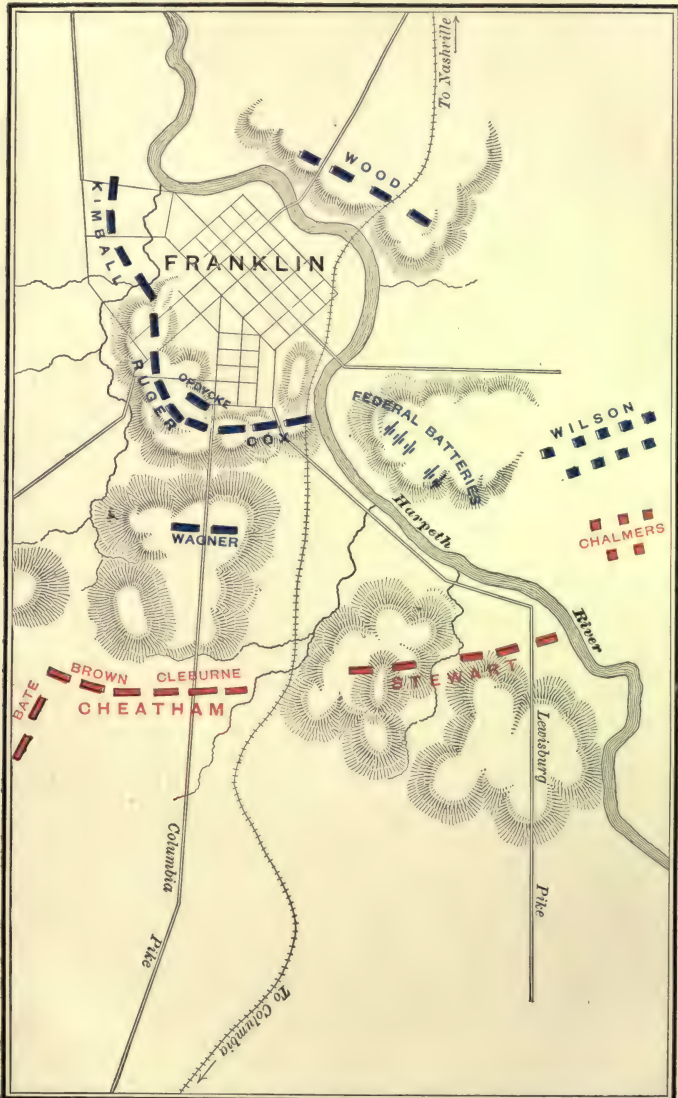 To Nashville
WOOD
KIMBALL
FRANKLIN
RUGER
OPDYCKE
COX
FEDERAL BATTERIES
WILSON
CHALMERS
WAGNER
Harpeth
River
BROWN
CLEBURNE
BATE
CHEATHAM
STEWART
Lewisburg
Pike
Columbia
Pike
To Columbia